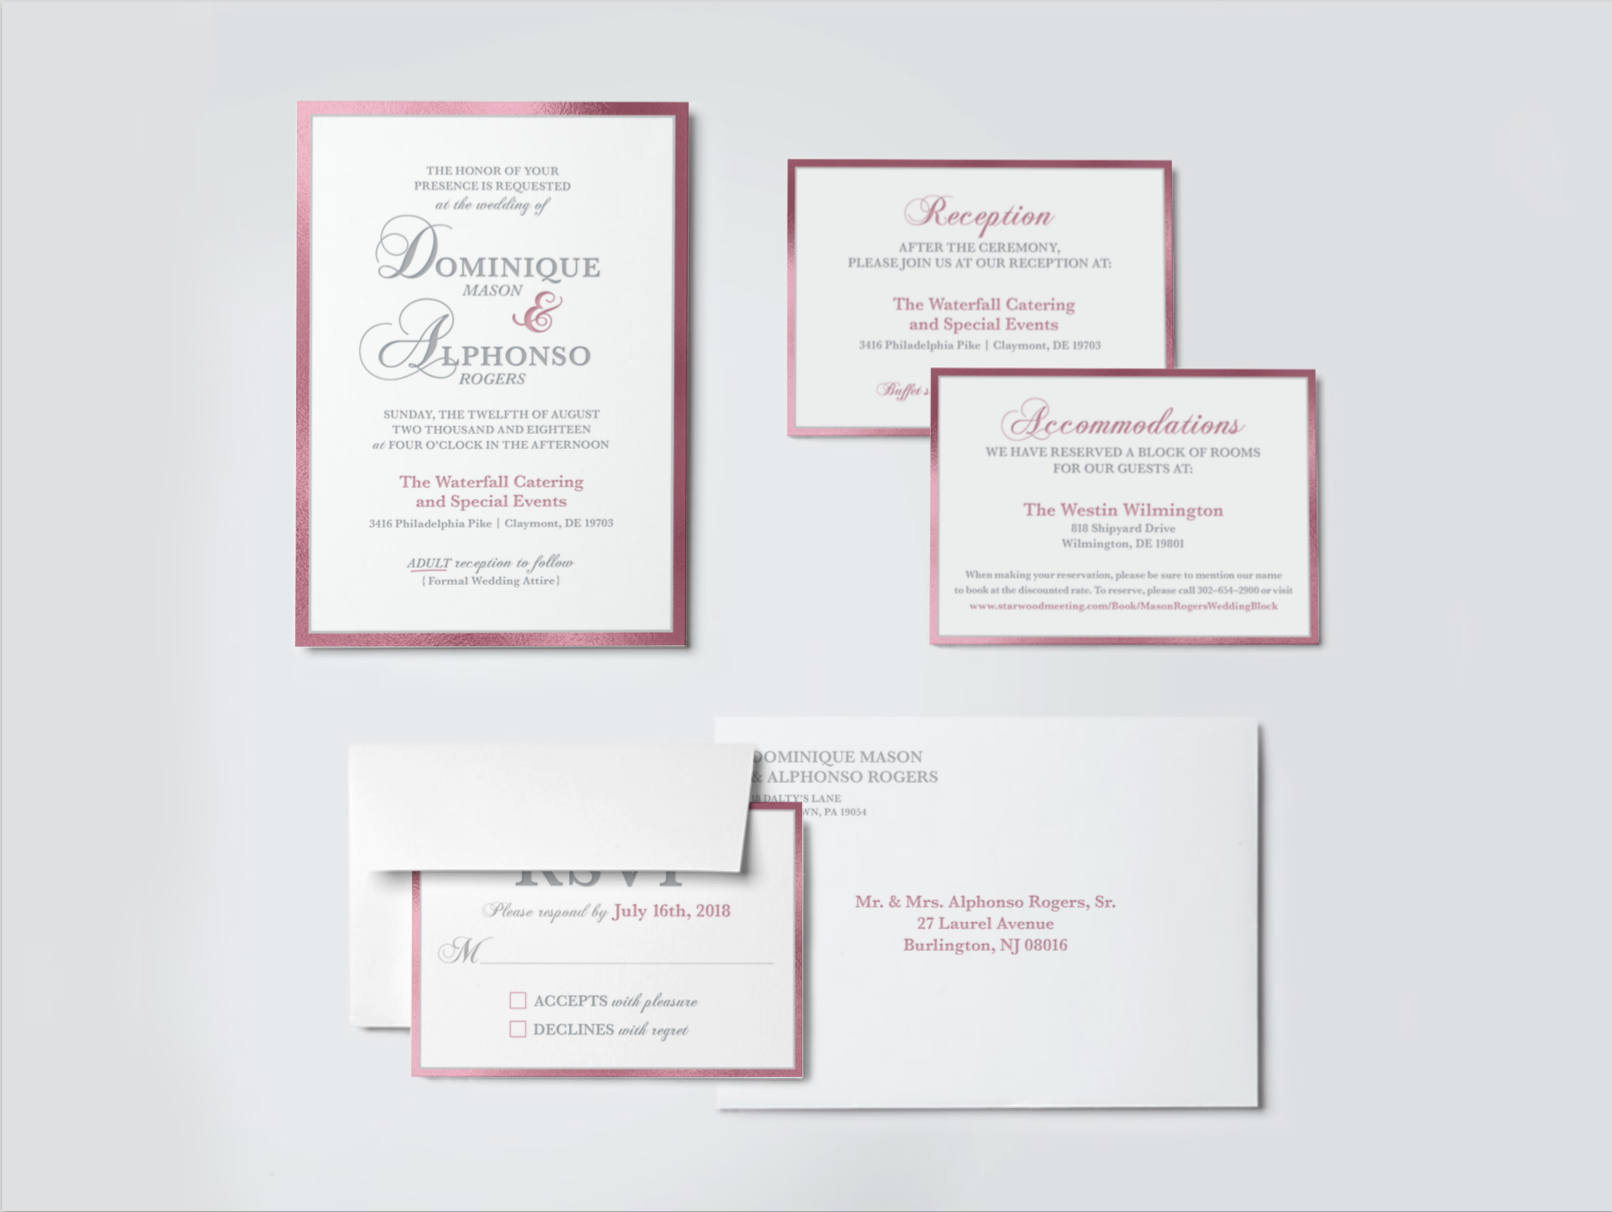 THE HONOR OF YOUR
PRESENCE IS REQUESTED
at the wedding of
DOMINIQUE
MASON
&
ALPHONSO
ROGERS
SUNDAY, THE TWELFTH OF AUGUST
TWO THOUSAND AND EIGHTEEN
at FOUR O'CLOCK IN THE AFTERNOON
The Waterfall Catering
and Special Events
3416 Philadelphia Pike | Claymont, DE 19703
ADULT reception to follow
{Formal Wedding Attire}
Reception
AFTER THE CEREMONY,
PLEASE JOIN US AT OUR RECEPTION AT:
The Waterfall Catering
and Special Events
3416 Philadelphia Pike | Claymont, DE 19703
Buffet s
Accommodations
WE HAVE RESERVED A BLOCK OF ROOMS
FOR OUR GUESTS AT:
The Westin Wilmington
818 Shipyard Drive
Wilmington, DE 19801
When making your reservation, please be sure to mention our name
to book at the discounted rate. To reserve, please call 302-654-2900 or visit
www.starwoodmeeting.com/Book/MasonRogersWeddingBlock
RSVP
Please respond by July 16th, 2018
M
ACCEPTS with pleasure
DECLINES with regret
DOMINIQUE MASON
& ALPHONSO ROGERS
DALTY'S LANE
WN, PA 19054
Mr. & Mrs. Alphonso Rogers, Sr.
27 Laurel Avenue
Burlington, NJ 08016